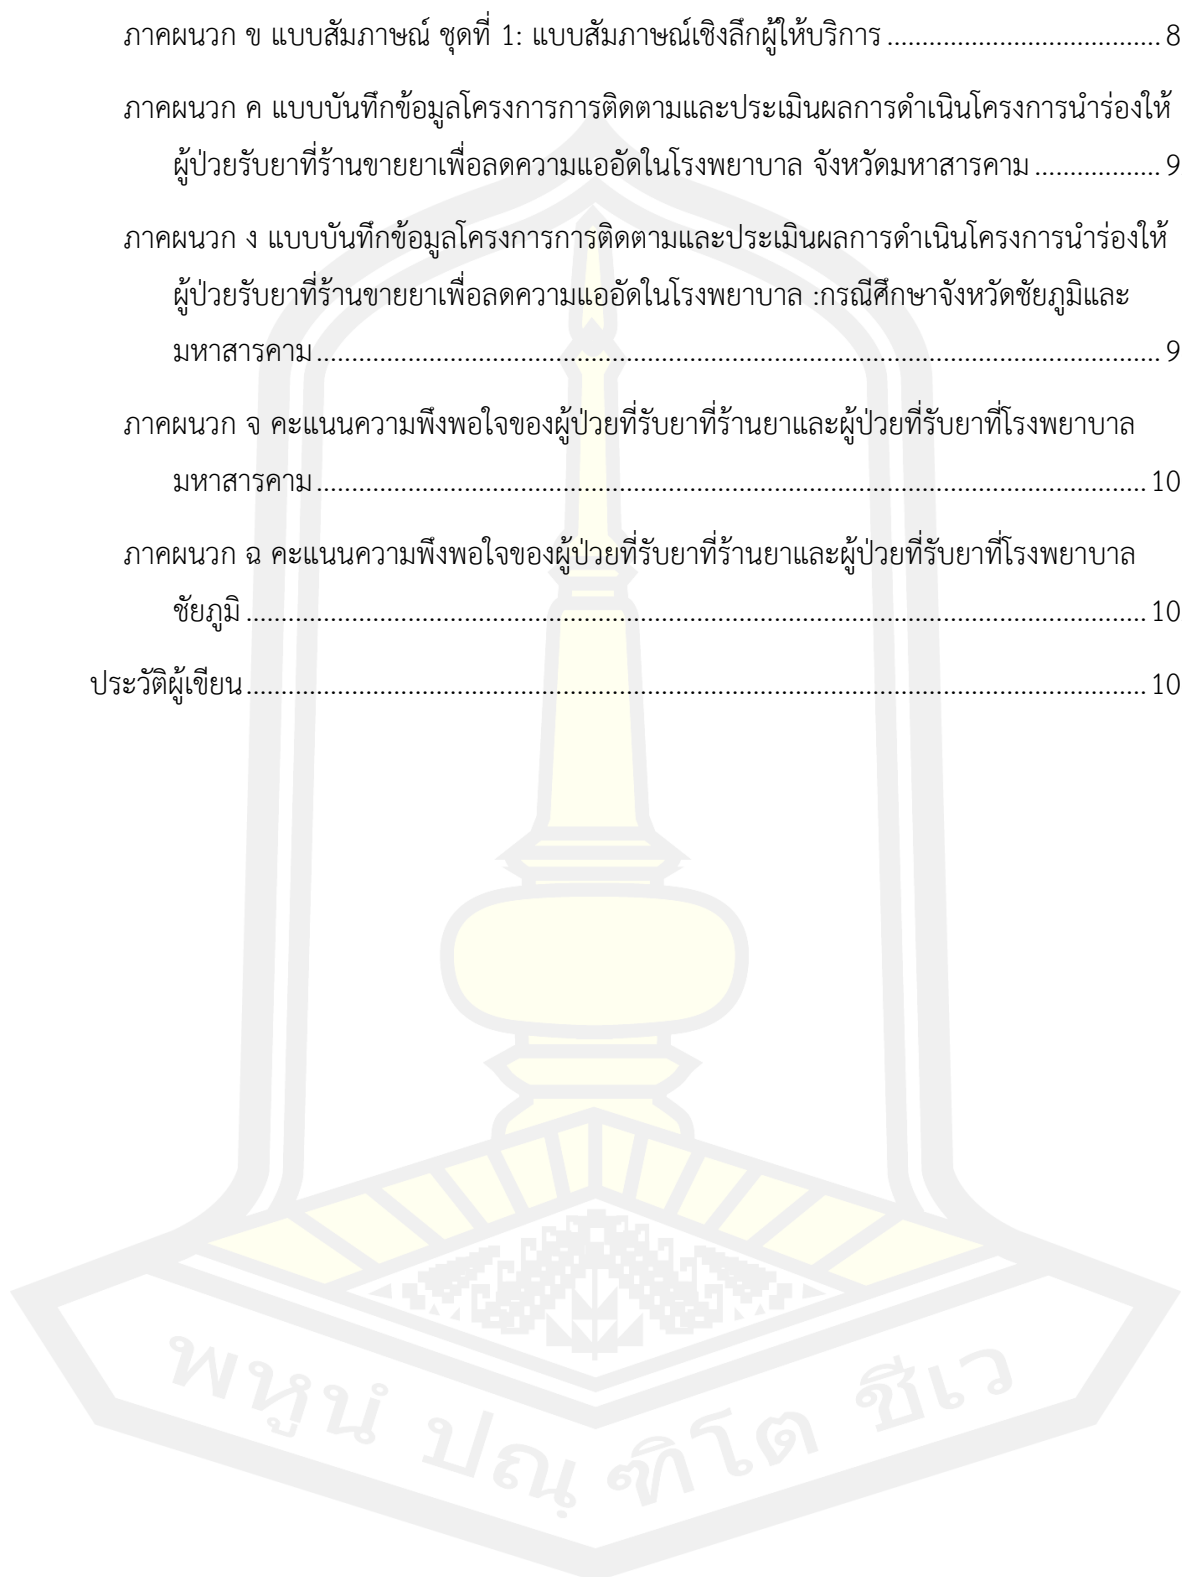 ภาคผนวก ข แบบสัมภาษณ์ ชุดที่ 1: แบบสัมภาษณ์เชิงลึกผู้ให้บริการ ....................................... 8
ภาคผนวก ค แบบบันทึกข้อมูลโครงการการติดตามและประเมินผลการดำเนินโครงการนำร่องให้
ผู้ป่วยรับยาที่ร้านขายยาเพื่อลดความแออัดในโรงพยาบาล จังหวัดมหาสารคาม .................. 9
ภาคผนวก ง แบบบันทึกข้อมูลโครงการการติดตามและประเมินผลการดำเนินโครงการนำร่องให้
ผู้ป่วยรับยาที่ร้านขายยาเพื่อลดความแออัดในโรงพยาบาล :กรณีศึกษาจังหวัดชัยภูมิและ
มหาสารคาม ........................................................................................................................ 9
ภาคผนวก จ คะแนนความพึงพอใจของผู้ป่วยที่รับยาที่ร้านยาและผู้ป่วยที่รับยาที่โรงพยาบาล
มหาสารคาม ...................................................................................................................... 10
ภาคผนวก ฉ คะแนนความพึงพอใจของผู้ป่วยที่รับยาที่ร้านยาและผู้ป่วยที่รับยาที่โรงพยาบาล
ชัยภูมิ ................................................................................................................................ 10
ประวัติผู้เขียน ................................................................................................................................ 10
พหูนํ ปณฺฑิโต ชีเว